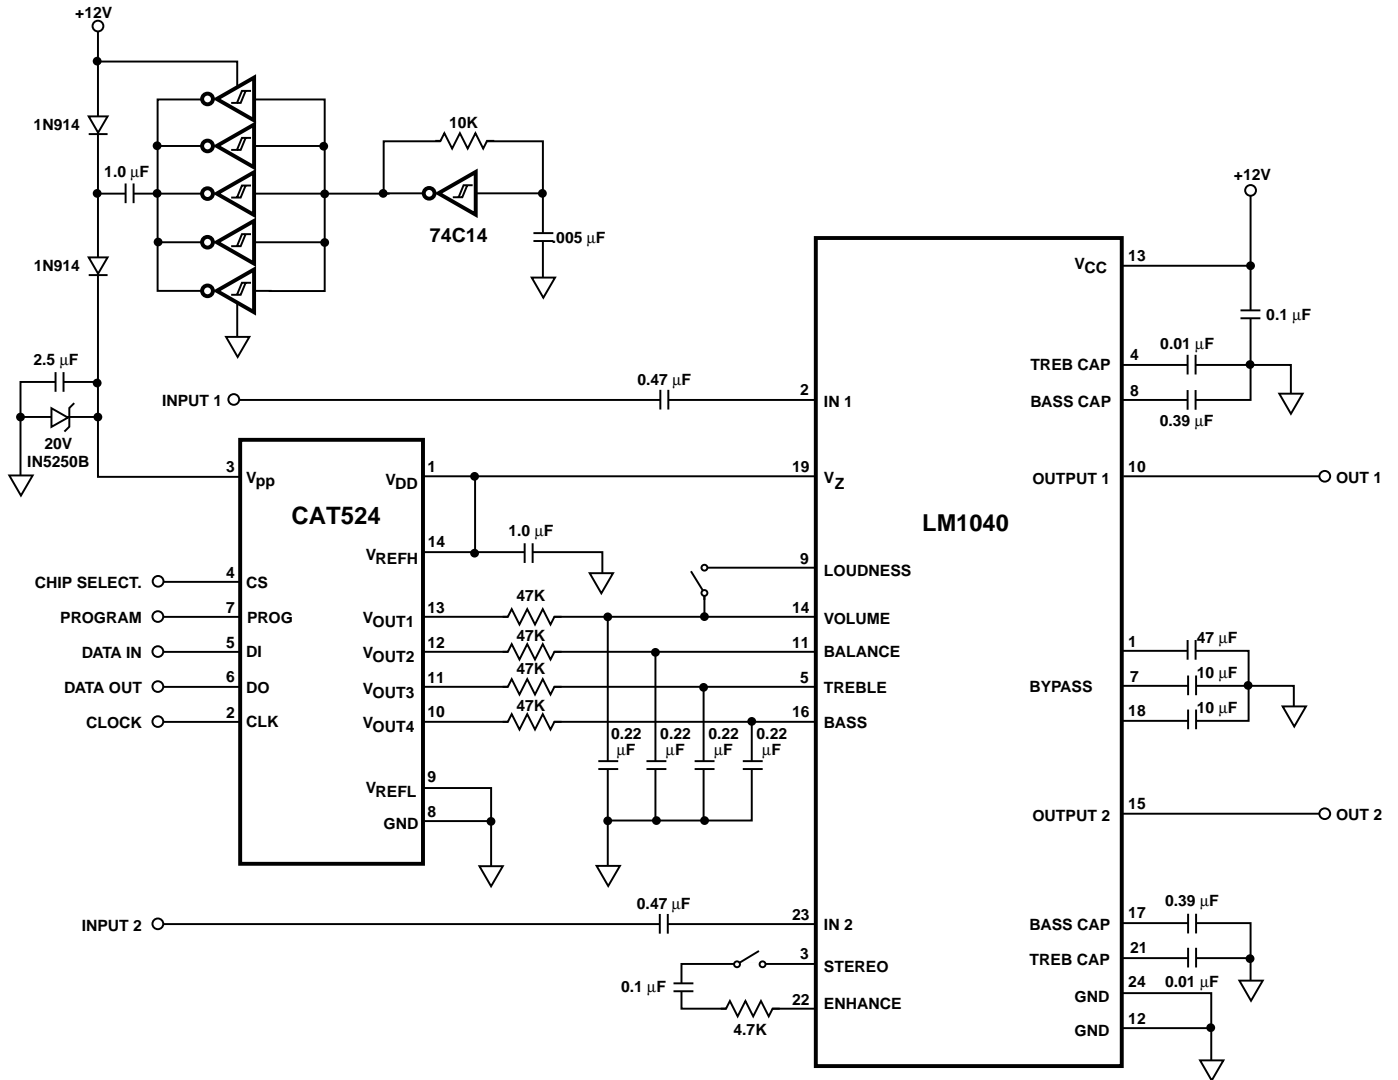 +12V
1N914
1.0 µF
10K
74C14
.005 µF
1N914
2.5 µF
20V
IN5250B
INPUT 1
0.47 µF
+12V
CAT524
3
Vpp
VDD
1
VREFH
14
1.0 µF
CHIP SELECT.
4
CS
PROGRAM
7
PROG
VOUT1
13
47K
DATA IN
5
DI
VOUT2
12
47K
DATA OUT
6
DO
VOUT3
11
47K
CLOCK
2
CLK
VOUT4
10
47K
0.22
µF
0.22
µF
0.22
µF
0.22
µF
VREFL
9
GND
8
INPUT 2
0.47 µF
0.1 µF
4.7K
LM1040
2
IN 1
19
VZ
9
LOUDNESS
14
VOLUME
11
BALANCE
5
TREBLE
16
BASS
23
IN 2
3
STEREO
22
ENHANCE
VCC
13
0.1 µF
TREB CAP
4
0.01 µF
BASS CAP
8
0.39 µF
OUTPUT 1
10
OUT 1
1
47 µF
BYPASS
7
10 µF
18
10 µF
OUTPUT 2
15
OUT 2
BASS CAP
17
0.39 µF
TREB CAP
21
0.01 µF
GND
24
GND
12